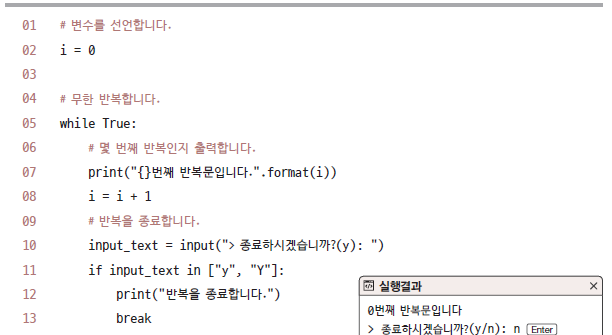 01 # 변수를 선언합니다.
02 i = 0
03
04 # 무한 반복합니다.
05 while True:
06 # 몇 번째 반복인지 출력합니다.
07 print("{}번째 반복문입니다.".format(i))
08 i = i + 1
09 # 반복을 종료합니다.
10 input_text = input("> 종료하시겠습니까?(y): ")
11 if input_text in ["y", "Y"]:
12 print("반복을 종료합니다.")
13 break
실행결과 ×
0번째 반복문입니다
> 종료하시겠습니까?(y/n): n Enter